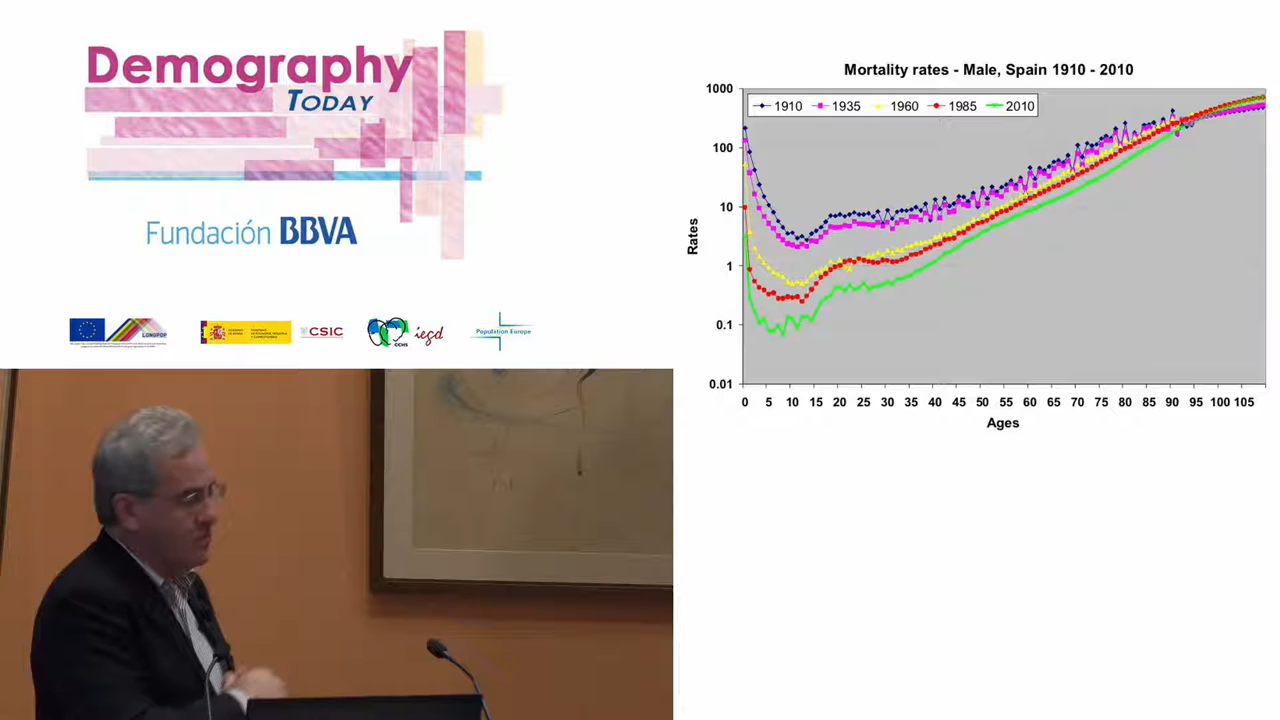 Demography
TODAY
Fundación BBVA
LONGPOP
CSIC
CCHS
iegd
Population Europe
Mortality rates - Male, Spain 1910 - 2010
1910 1935 1960 1985 2010
1000
100
10
1
0.1
0.01
Rates
0 5 10 15 20 25 30 35 40 45 50 55 60 65 70 75 80 85 90 95 100 105
Ages